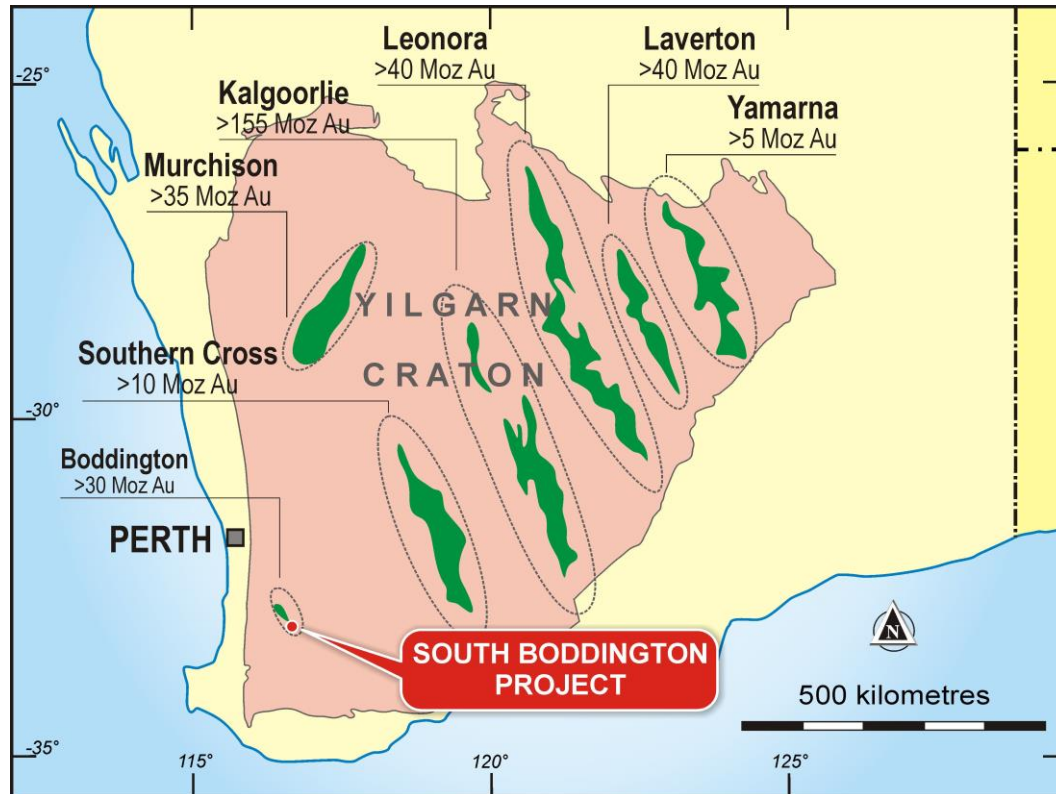 Leonora
>40 Moz Au
Laverton
>40 Moz Au
-25°
Kalgoorlie
>155 Moz Au
Yamarna
>5 Moz Au
Murchison
>35 Moz Au
YILGARN
CRATON
Southern Cross
>10 Moz Au
-30°
Boddington
>30 Moz Au
PERTH
SOUTH BODDINGTON
PROJECT
N
500 kilometres
-35°
115°
120°
125°